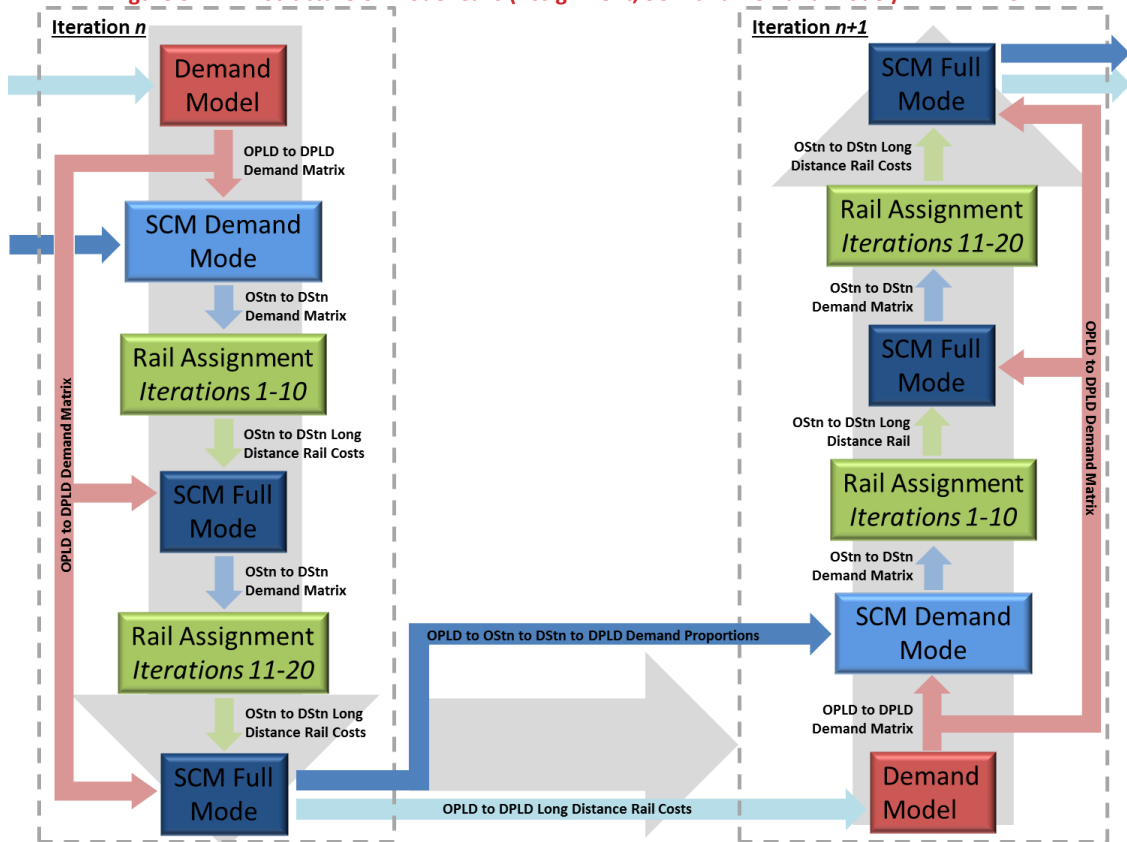 Iteration n
Demand
Model
OPLD to DPLD
Demand Matrix
SCM Demand
Mode
OStn to DStn
Demand Matrix
Rail Assignment
Iterations 1-10
OStn to DStn Long
Distance Rail Costs
SCM Full
Mode
OStn to DStn
Demand Matrix
Rail Assignment
Iterations 11-20
OStn to DStn Long
Distance Rail Costs
SCM Full
Mode
OPLD to DPLD Demand Matrix
OPLD to OStn to DStn to DPLD Demand Proportions
OPLD to DPLD Long Distance Rail Costs
Iteration n+1
SCM Full
Mode
OStn to DStn Long
Distance Rail Costs
Rail Assignment
Iterations 11-20
OStn to DStn
Demand Matrix
SCM Full
Mode
OStn to DStn Long
Distance Rail
Rail Assignment
Iterations 1-10
OStn to DStn
Demand Matrix
SCM Demand
Mode
OPLD to DPLD
Demand Matrix
Demand
Model
OPLD to DPLD Demand Matrix